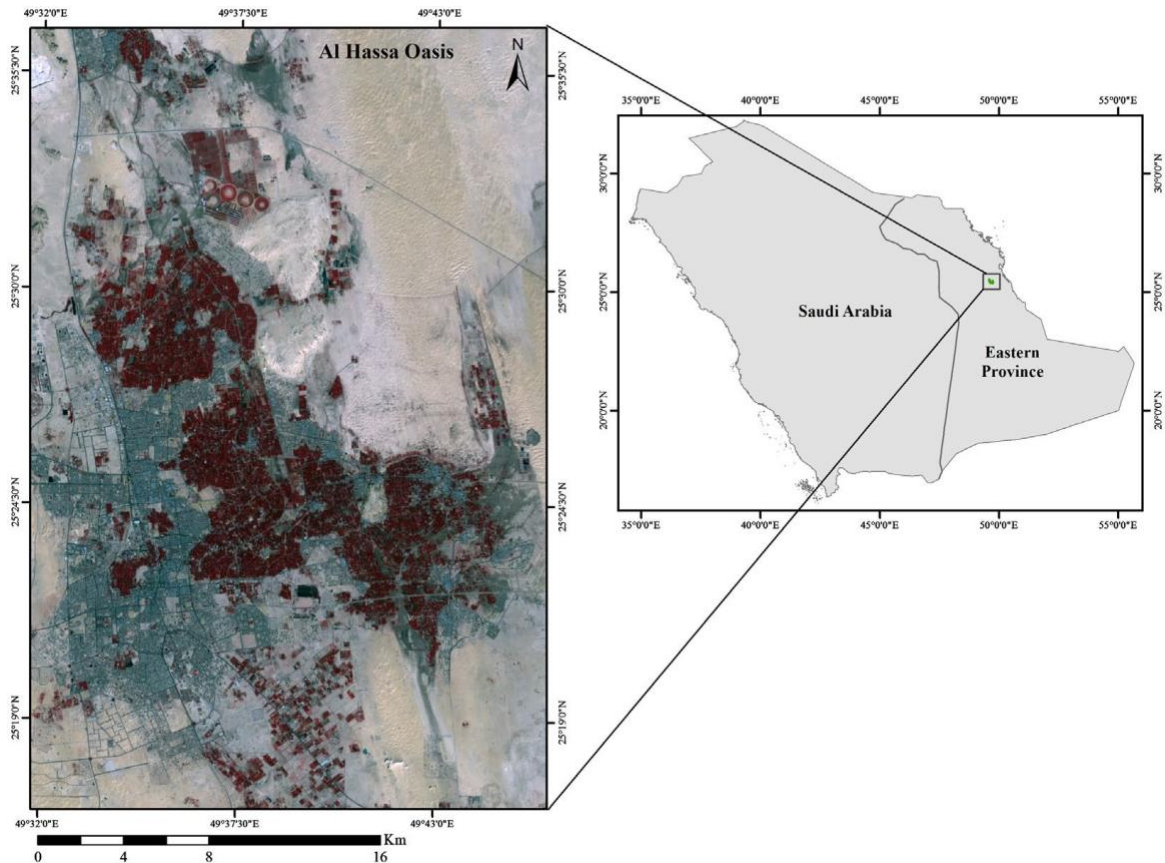 49°32'0"E 49°37'30"E 49°43'0"E
Al Hassa Oasis
N
25°35'30"N 25°35'30"N
25°30'0"N 25°30'0"N
25°24'30"N 25°24'30"N
25°19'0"N 25°19'0"N
49°32'0"E 49°37'30"E 49°43'0"E
Km
0 4 8 16
35°0'0"E 40°0'0"E 45°0'0"E 50°0'0"E 55°0'0"E
30°0'0"N 30°0'0"N
25°0'0"N 25°0'0"N
Saudi Arabia
Eastern
Province
20°0'0"N 20°0'0"N
35°0'0"E 40°0'0"E 45°0'0"E 50°0'0"E 55°0'0"E